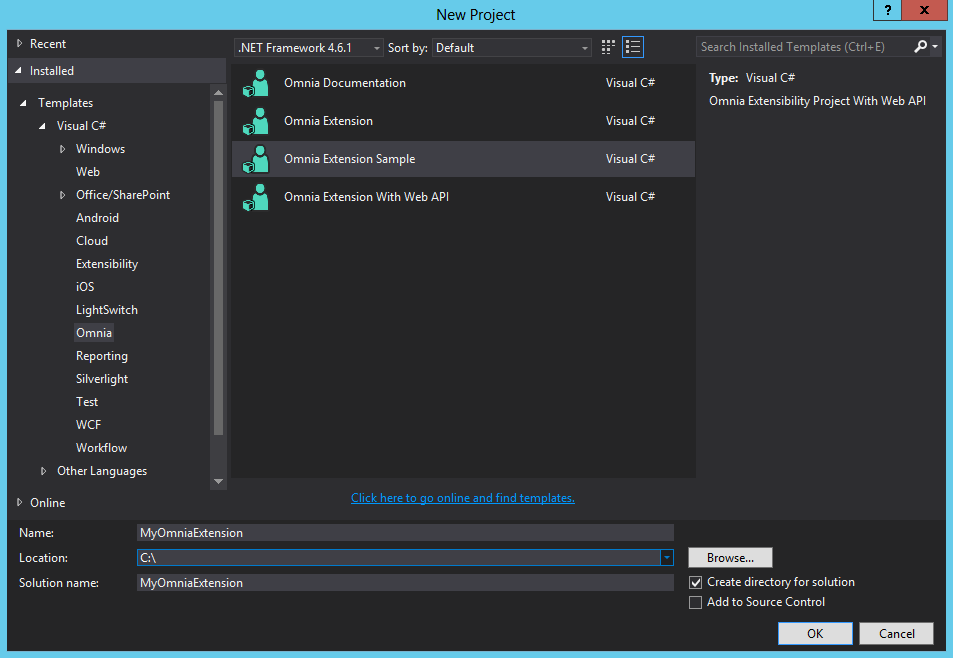 New Project
?
x
Recent
Installed
Templates
Visual C#
Windows
Web
Office/SharePoint
Android
Cloud
Extensibility
iOS
LightSwitch
Omnia
Reporting
Silverlight
Test
WCF
Workflow
Other Languages
Online
.NET Framework 4.6.1 Sort by: Default
Omnia Documentation Visual C#
Omnia Extension Visual C#
Omnia Extension Sample Visual C#
Omnia Extension With Web API Visual C#
Click here to go online and find templates.
Search Installed Templates (Ctrl+E)
Type: Visual C#
Omnia Extensibility Project With Web API
Name: MyOmniaExtension
Location: C:\ Browse...
Solution name: MyOmniaExtension
Create directory for solution
Add to Source Control
OK Cancel